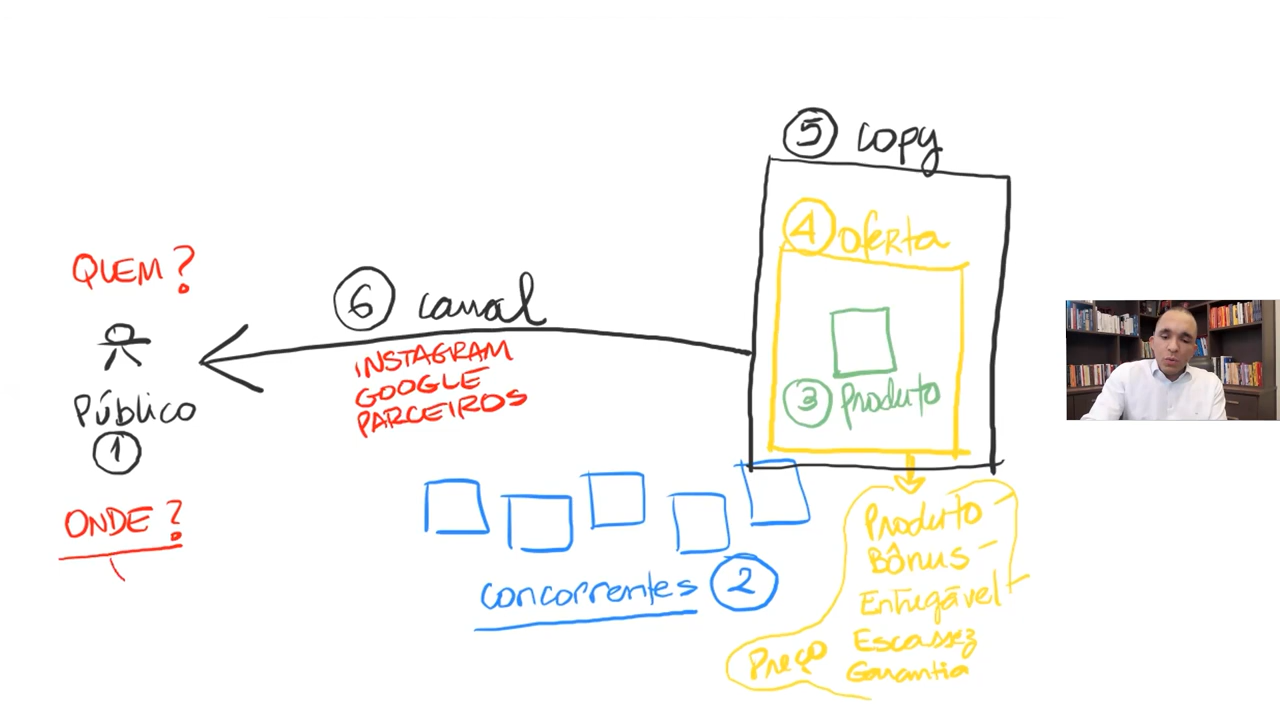 5 copy
4 oferta
QUEM?
6 canal
INSTAGRAM
GOOGLE
PARCEIROS
3 Produto
Público
1
ONDE?
concorrentes 2
Produto
Bônus
Entregável
Escassez
Garantia
Preço